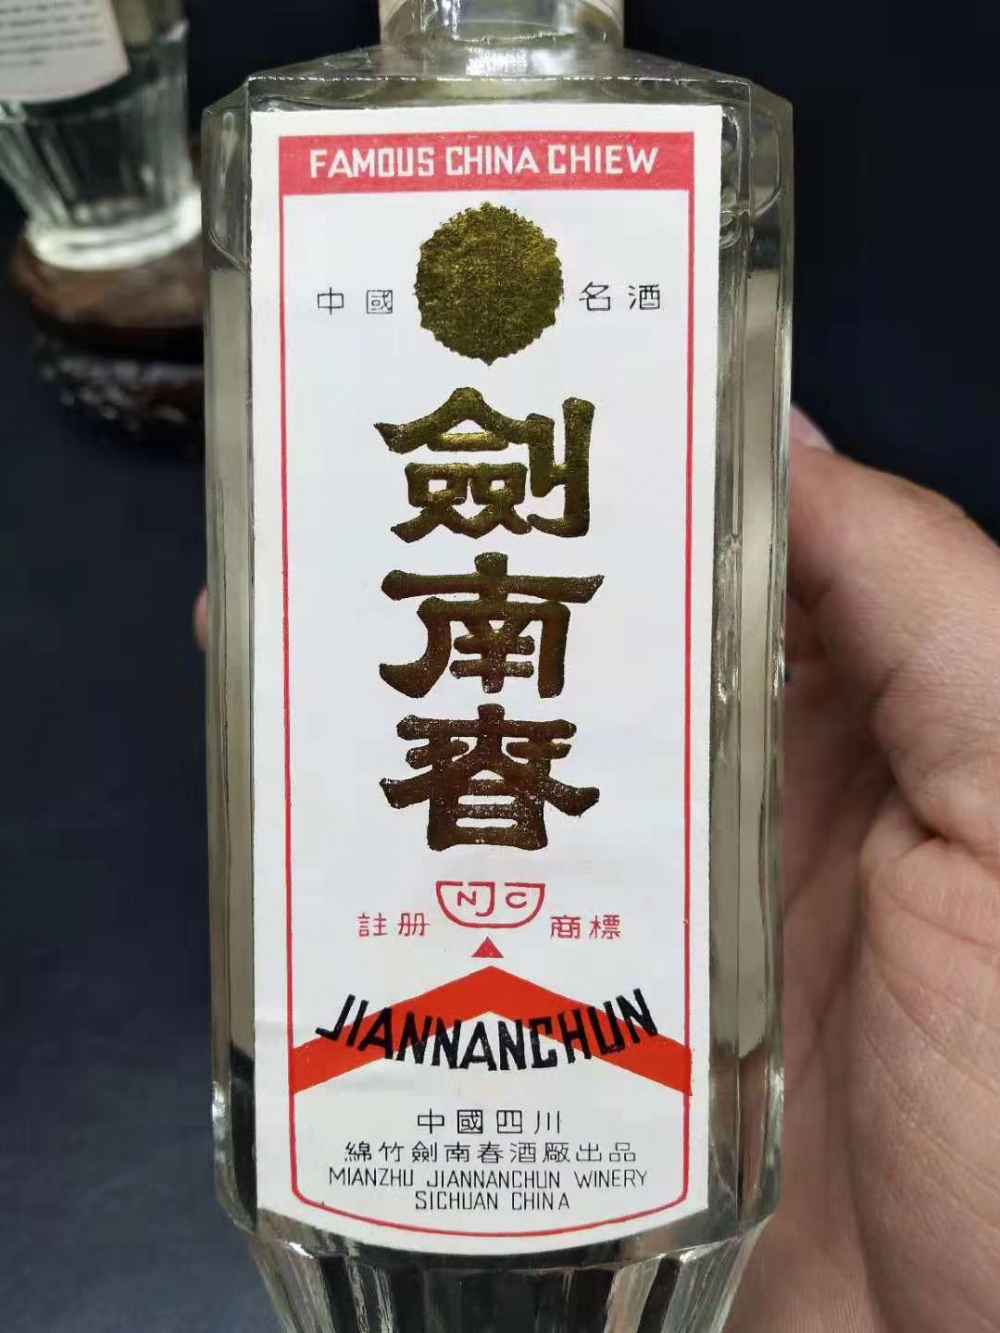 FAMOUS CHINA CHIEW
中國 名酒
劍南春
NJC
註册 商標
JIANNANCHUN
中國四川
綿竹劍南春酒廠出品
MIANZHU JIANNANCHUN WINERY
SICHUAN CHINA